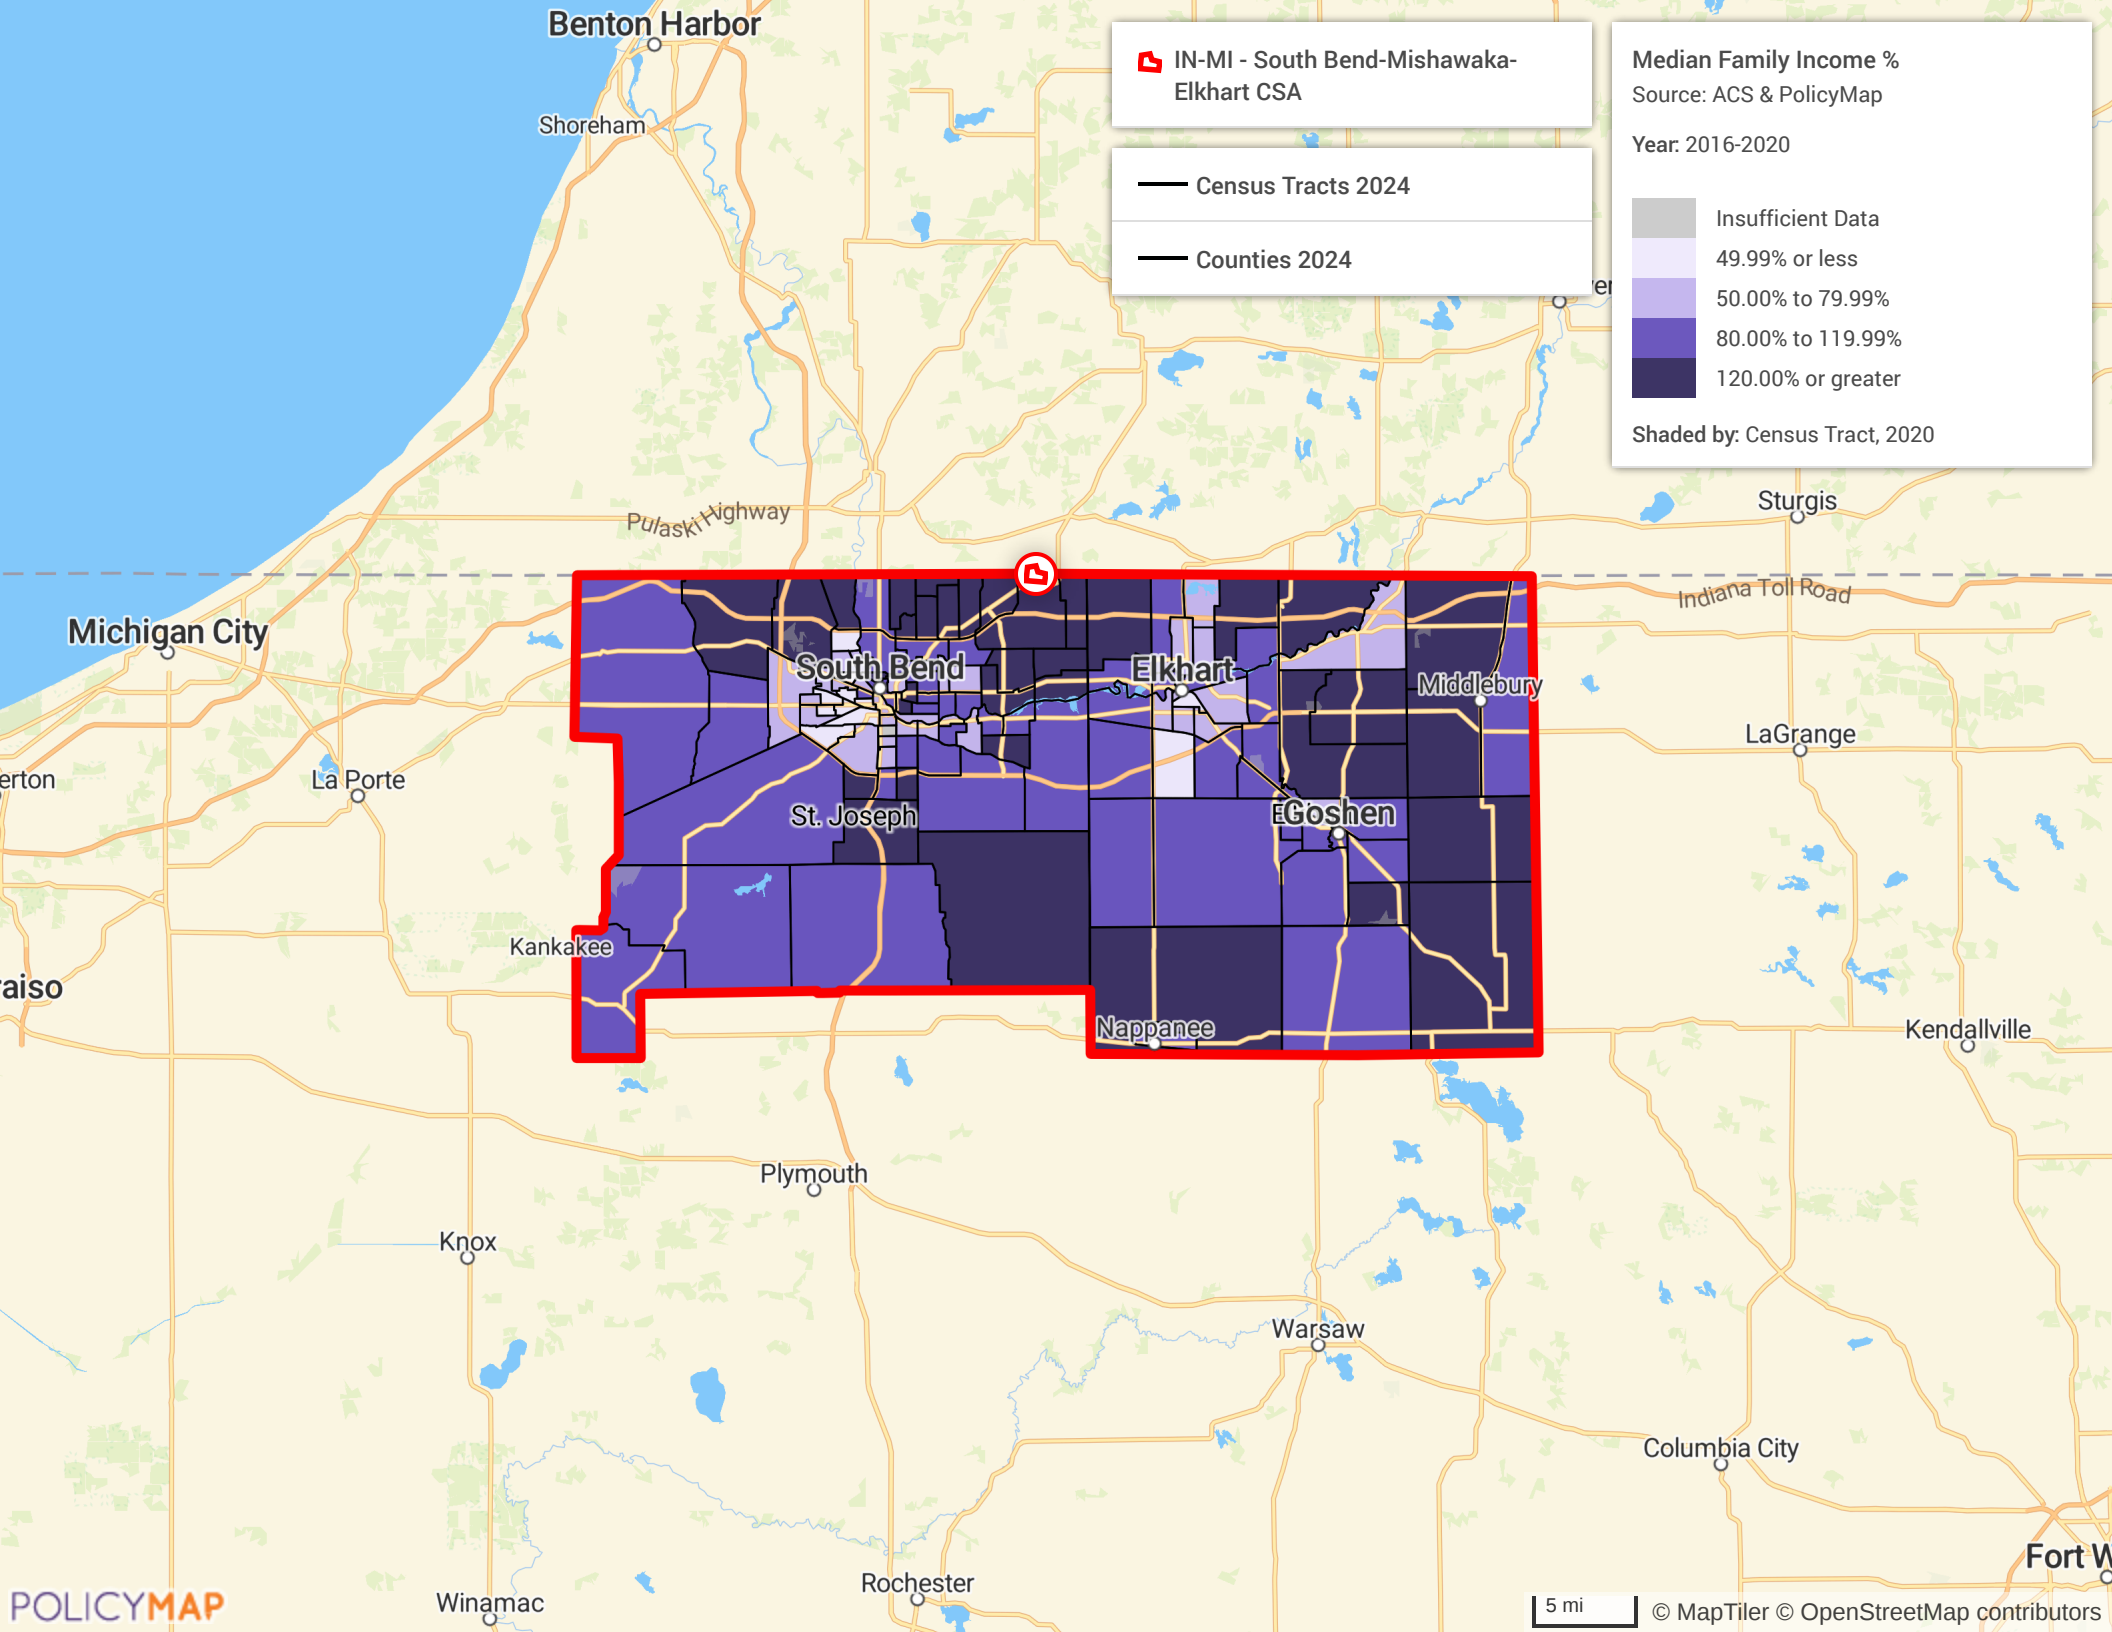 Benton Harbor
Shoreham
IN-MI - South Bend-Mishawaka-
Elkhart CSA
Census Tracts 2024
Counties 2024
Median Family Income %
Source: ACS & PolicyMap
Year: 2016-2020
Insufficient Data
49.99% or less
50.00% to 79.99%
80.00% to 119.99%
120.00% or greater
Shaded by: Census Tract, 2020
Sturgis
Pulaski Highway
Indiana Toll Road
Michigan City
South Bend
Elkhart
Middlebury
LaGrange
erton
La Porte
St. Joseph
Goshen
Kankakee
raiso
Nappanee
Kendallville
Plymouth
Knox
Warsaw
Columbia City
Fort W
Rochester
Winamac
POLICYMAP
5 mi
© MapTiler © OpenStreetMap contributors